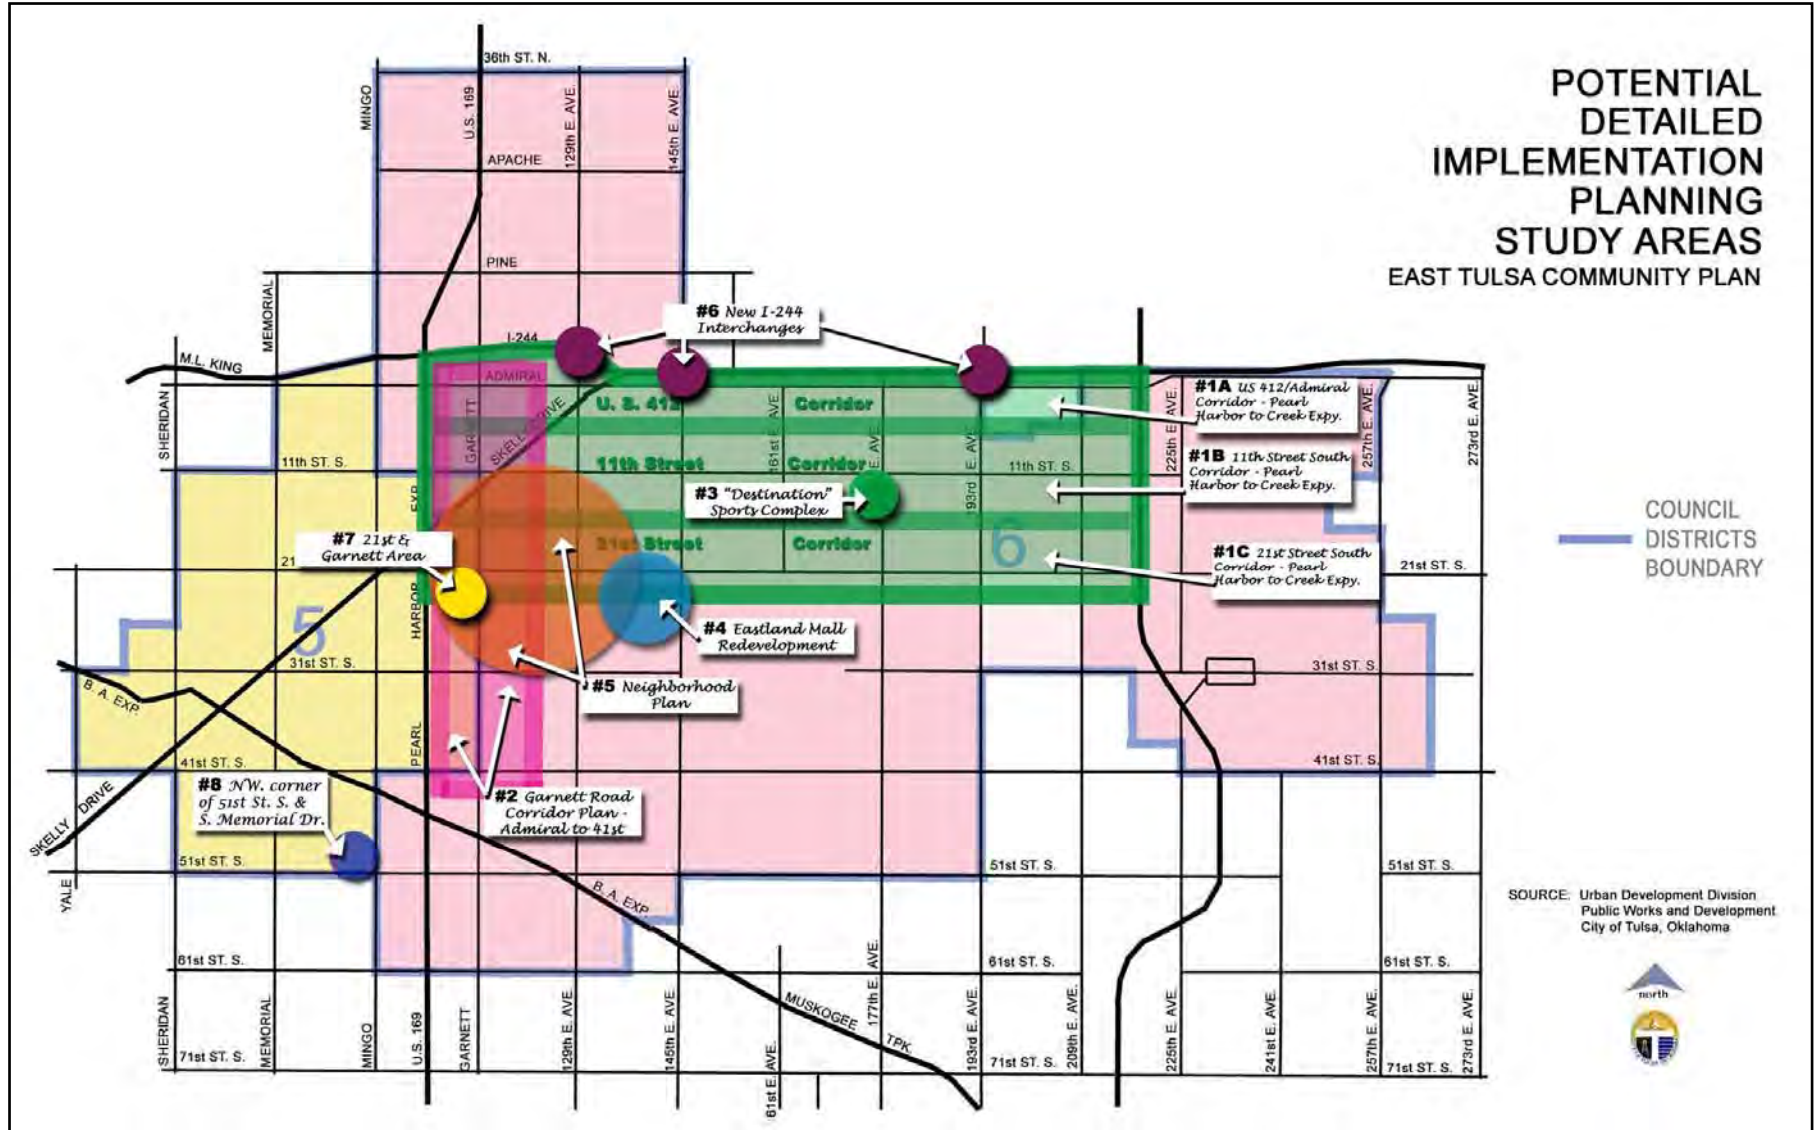 POTENTIAL
DETAILED
IMPLEMENTATION
PLANNING
STUDY AREAS
EAST TULSA COMMUNITY PLAN
36th ST. N.
MINGO
U.S. 169
129th E. AVE.
145th E. AVE.
APACHE
PINE
MEMORIAL
#6 New I-244
Interchanges
I-244
M.L. KING
ADMIRAL
SHERIDAN
GARNETT
SKELLY DRIVE
U. S. 412 Corridor
161st E. AVE
#1A US 412/Admiral
Corridor - Pearl
Harbor to Creek Expy.
225th E. AVE.
257th E. AVE.
273rd E. AVE.
11th ST. S.
11th Street Corridor
E. AVE
193rd E. AVE.
11th ST. S.
#1B 11th Street South
Corridor - Pearl
Harbor to Creek Expy.
EXP
#3 "Destination"
Sports Complex
COUNCIL
DISTRICTS
BOUNDARY
#7 21st &
Garnett Area
21st Street Corridor
6
#1C 21st Street South
Corridor - Pearl
Harbor to Creek Expy.
21
21st ST. S.
HARBOR
5
#4 Eastland Mall
Redevelopment
31st ST. S.
31st ST. S.
B. A. EXP.
#5 Neighborhood
Plan
PEARL
41st ST. S.
41st ST. S.
#8 NW. corner
of 51st St. S. &
S. Memorial Dr.
#2 Garnett Road
Corridor Plan -
Admiral to 41st
SKELLY DRIVE
51st ST. S.
51st ST. S.
51st ST. S.
YALE
B. A. EXP.
SOURCE: Urban Development Division
Public Works and Development
City of Tulsa, Oklahoma
61st ST. S.
61st ST. S.
61st ST. S.
north
SHERIDAN
MEMORIAL
MINGO
U.S. 169
GARNETT
129th E. AVE.
145th E. AVE.
61st E. AVE.
MUSKOGEE TPK.
177th E. AVE.
193rd E. AVE.
209th E. AVE.
225th E. AVE.
241st E. AVE.
257th E. AVE.
273rd E. AVE.
71st ST. S.
71st ST. S.
71st ST. S.